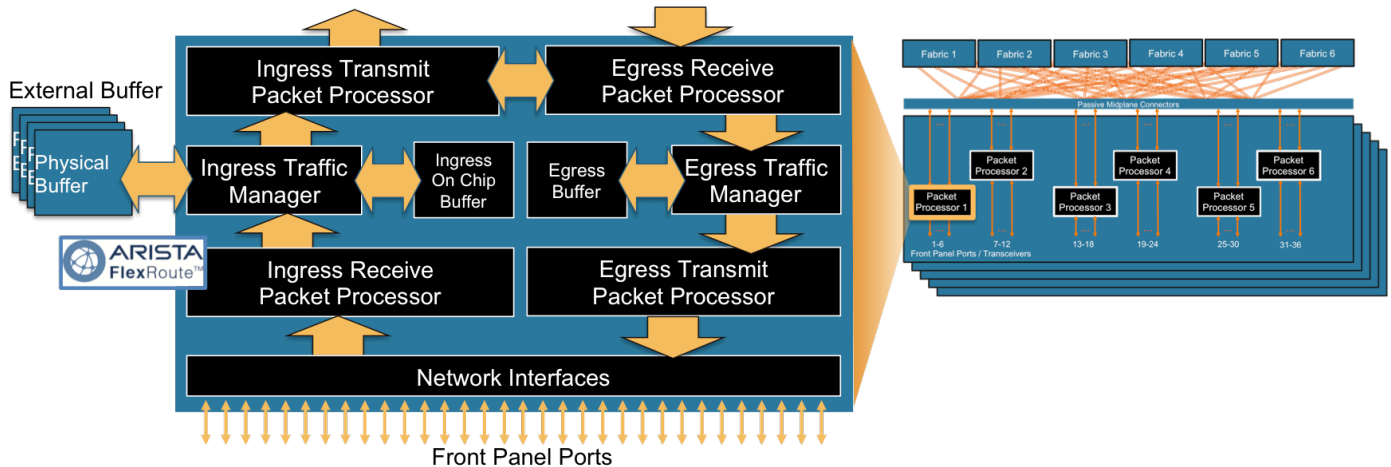 External Buffer
Physical
Buffer
Ingress Transmit
Packet Processor
Egress Receive
Packet Processor
Ingress Traffic
Manager
Ingress
On Chip
Buffer
Egress
Buffer
Egress Traffic
Manager
ARISTA
FlexRoute™
Ingress Receive
Packet Processor
Egress Transmit
Packet Processor
Network Interfaces
Front Panel Ports
Fabric 1
Fabric 2
Fabric 3
Fabric 4
Fabric 5
Fabric 6
Passive Midplane Connectors
Packet
Processor 1
Packet
Processor 2
Packet
Processor 3
Packet
Processor 4
Packet
Processor 5
Packet
Processor 6
1-6
7-12
13-18
19-24
25-30
31-36
Front Panel Ports / Transceivers